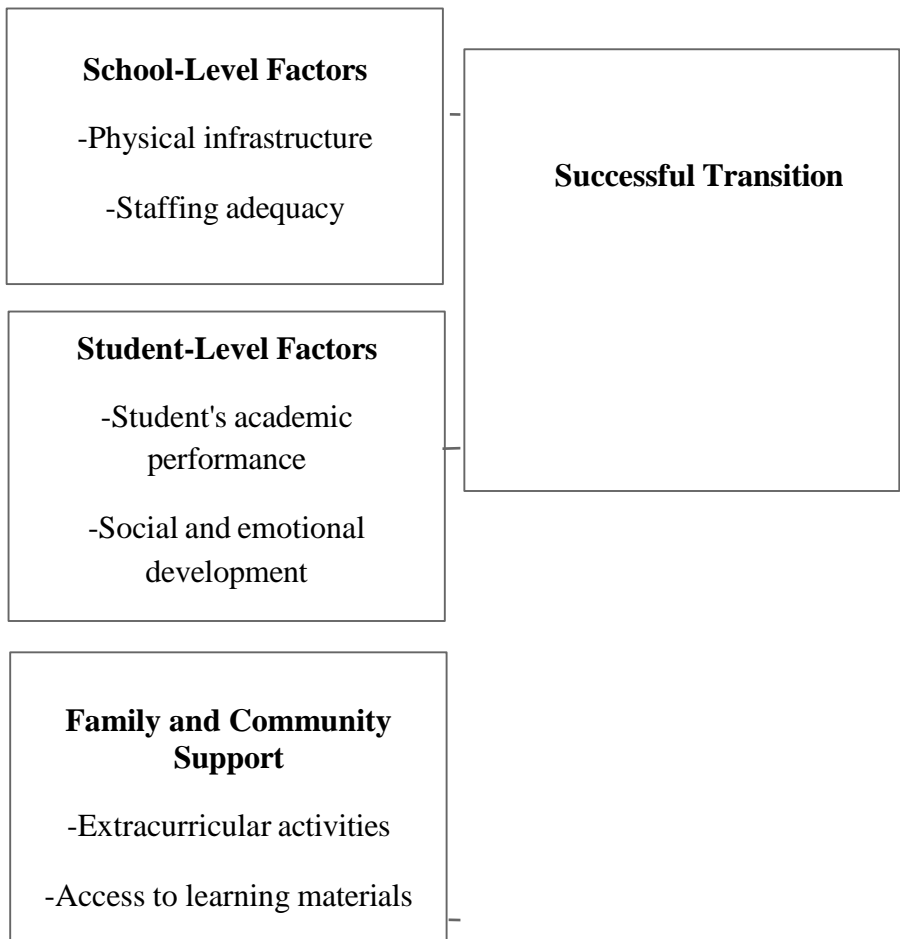 School-Level Factors
-Physical infrastructure
-Staffing adequacy
Successful Transition
Student-Level Factors
-Student's academic
performance
-Social and emotional
development
Family and Community
Support
-Extracurricular activities
-Access to learning materials